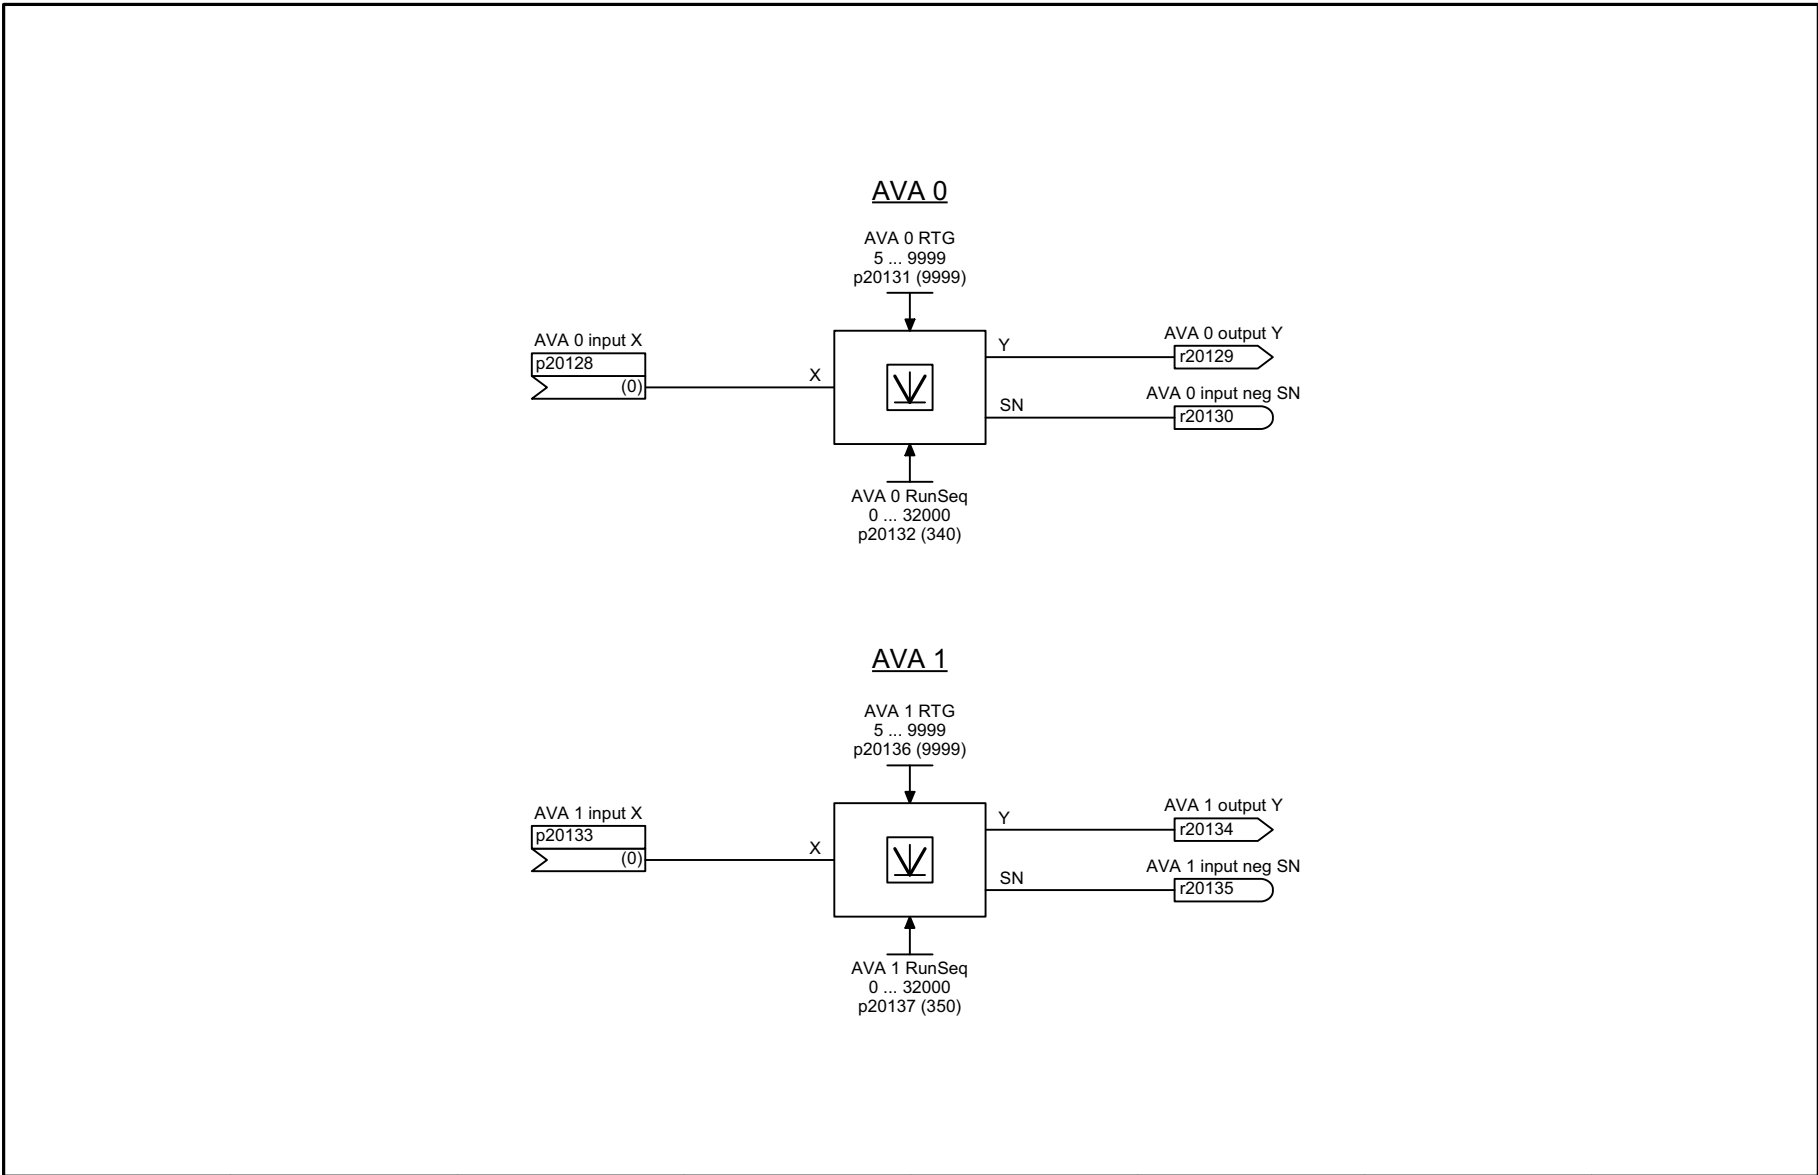 AVA 0
AVA 0 RTG
5 ... 9999
p20131 (9999)
AVA 0 input X
p20128
(0)
X
Y
SN
AVA 0 output Y
r20129
AVA 0 input neg SN
r20130
AVA 0 RunSeq
0 ... 32000
p20132 (340)
AVA 1
AVA 1 RTG
5 ... 9999
p20136 (9999)
AVA 1 input X
p20133
(0)
X
Y
SN
AVA 1 output Y
r20134
AVA 1 input neg SN
r20135
AVA 1 RunSeq
0 ... 32000
p20137 (350)